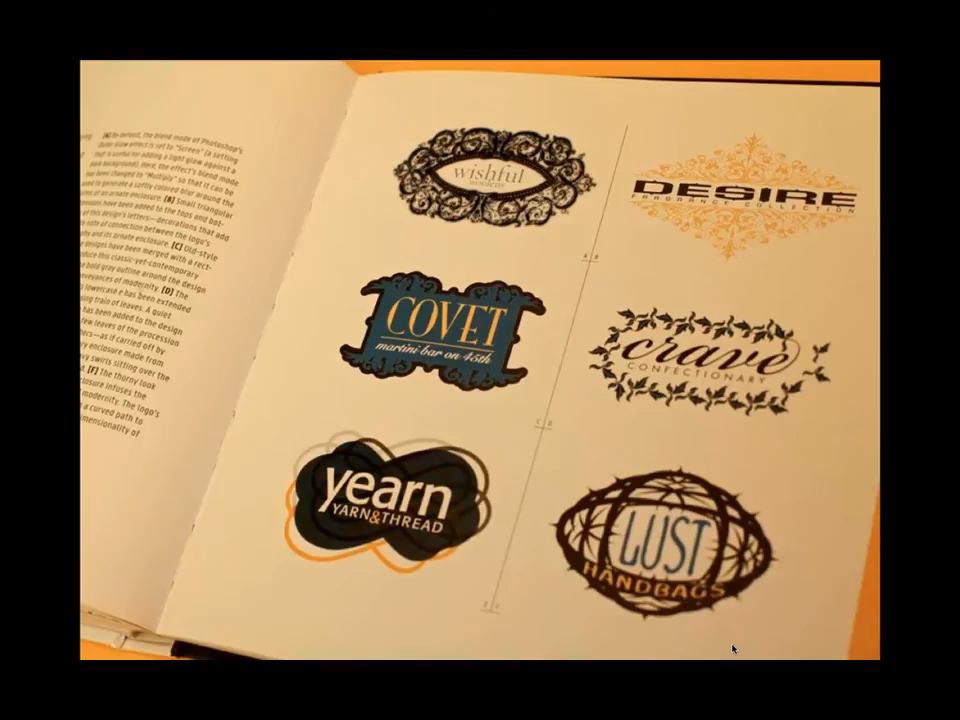 [A] By default, the blend mode of Photoshop's
Outer Glow effect is set to "Screen" (a setting
that is useful for adding a light glow against a
dark background). Here, the effect's blend mode
has been changed to "Multiply" so that it can be
used to generate a softly colored blur around the
of an ornate enclosure. [B] Small triangular
have been added to the tops and bot-
of this design's letters—decorations that add
note of connection between the logo's
and its ornate enclosure. [C] Old-style
designs have been merged with a rect-
this classic-yet-contemporary
bold gray outline around the design
of modernity. [D] The
lowercase e has been extended
train of leaves. A quiet
has been added to the design
few leaves of the procession
as if carried off by
enclosure made from
swirls sitting over the
[F] The thorny look
infuses the
modernity. The logo's
a curved path to
of
wishful
DESIRE
FRAGRANCE COLLECTION
A B
COVET
martini bar on 45th
crave
CONFECTIONARY
C D
yearn
YARN&THREAD
LUST
HANDBAGS
E F